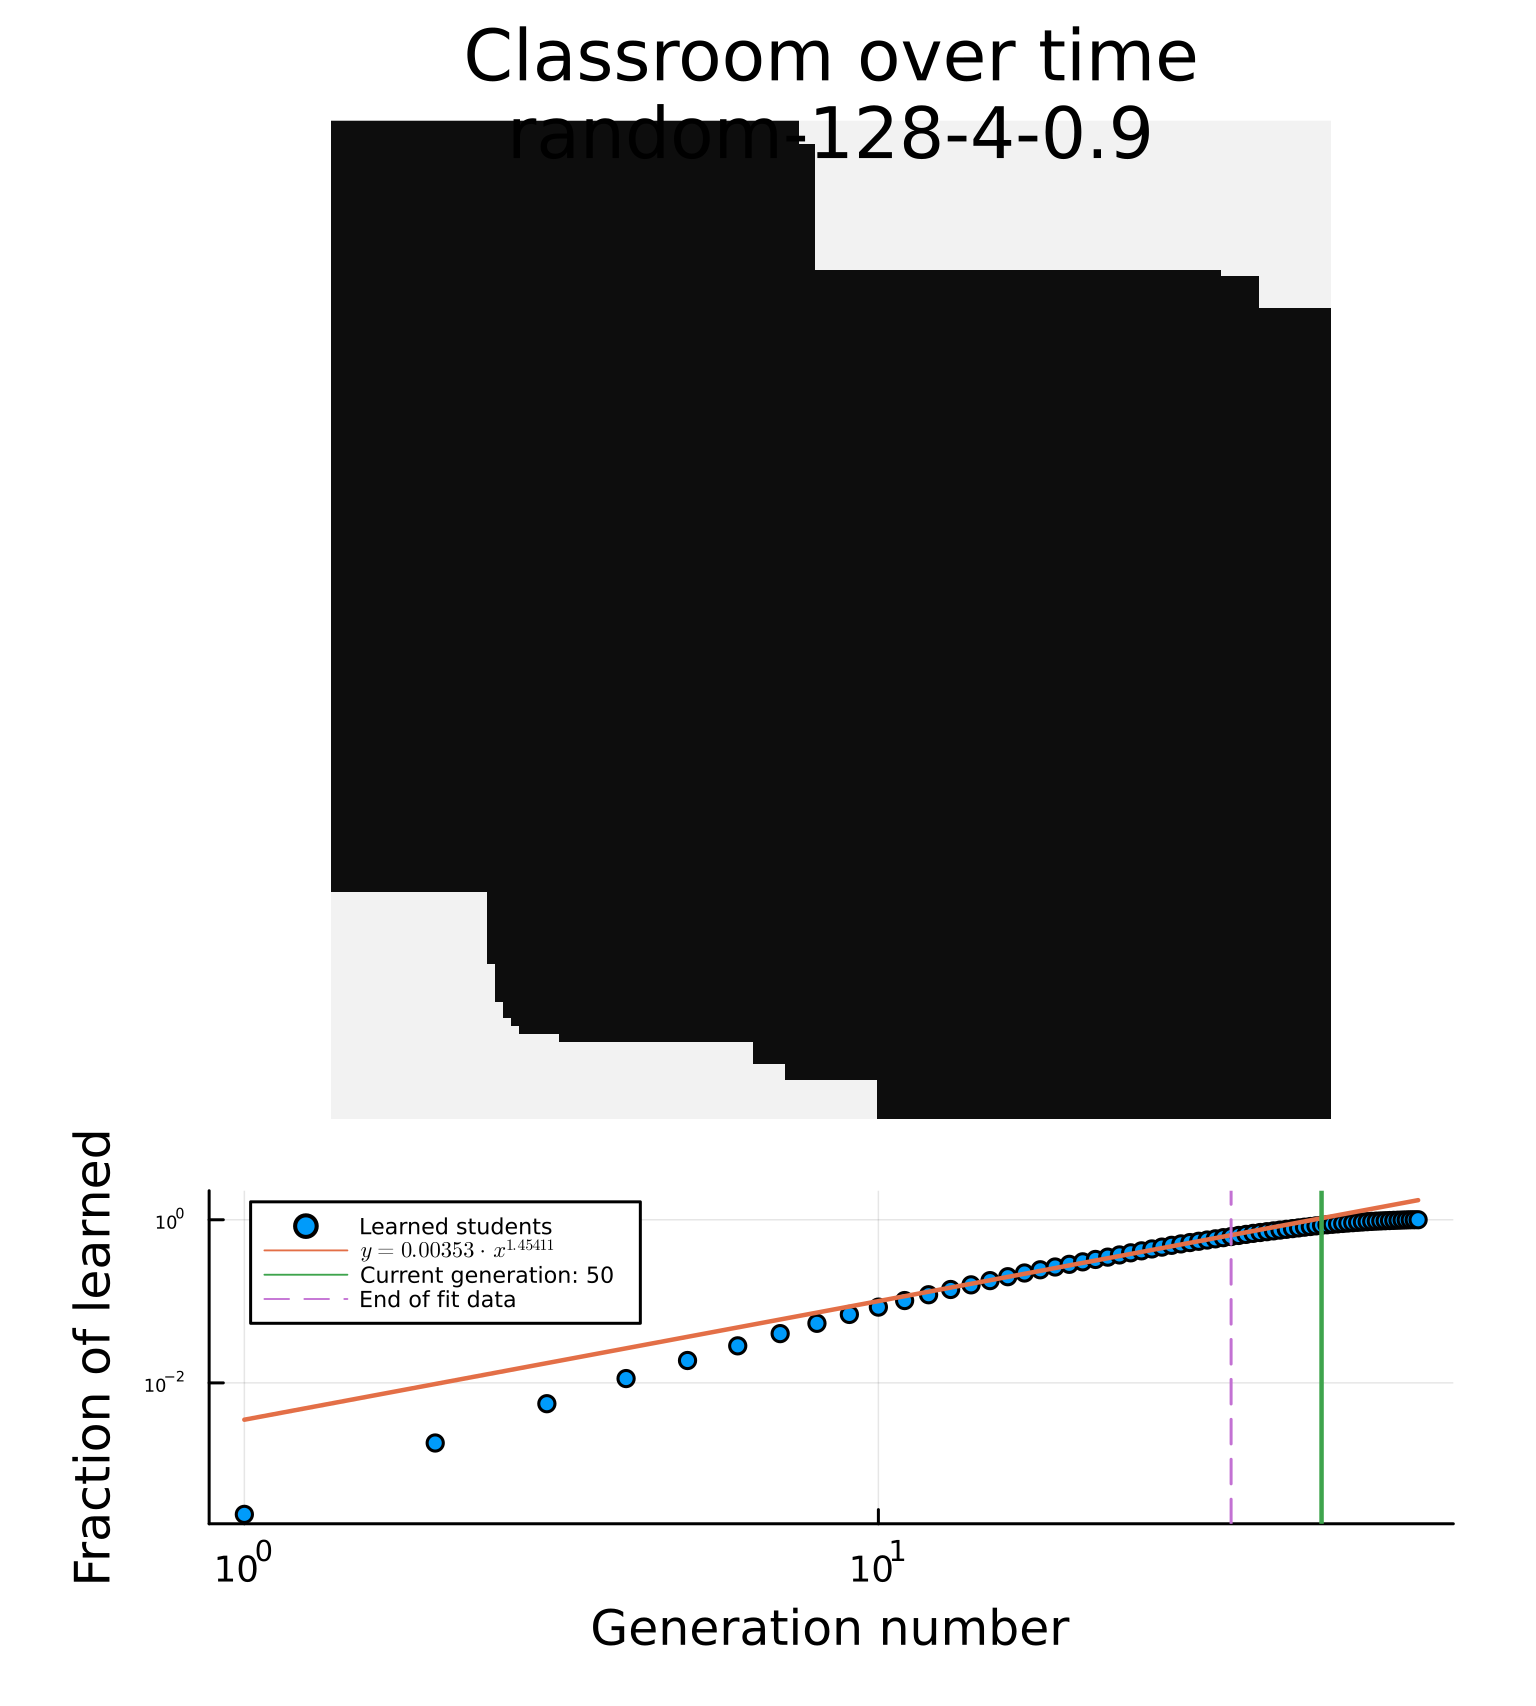 Classroom over time
random-128-4-0.9
Fraction of learned
10^0
10^-2
Learned students
y = 0.00353 · x^1.45411
Current generation: 50
End of fit data
10^0
10^1
Generation number